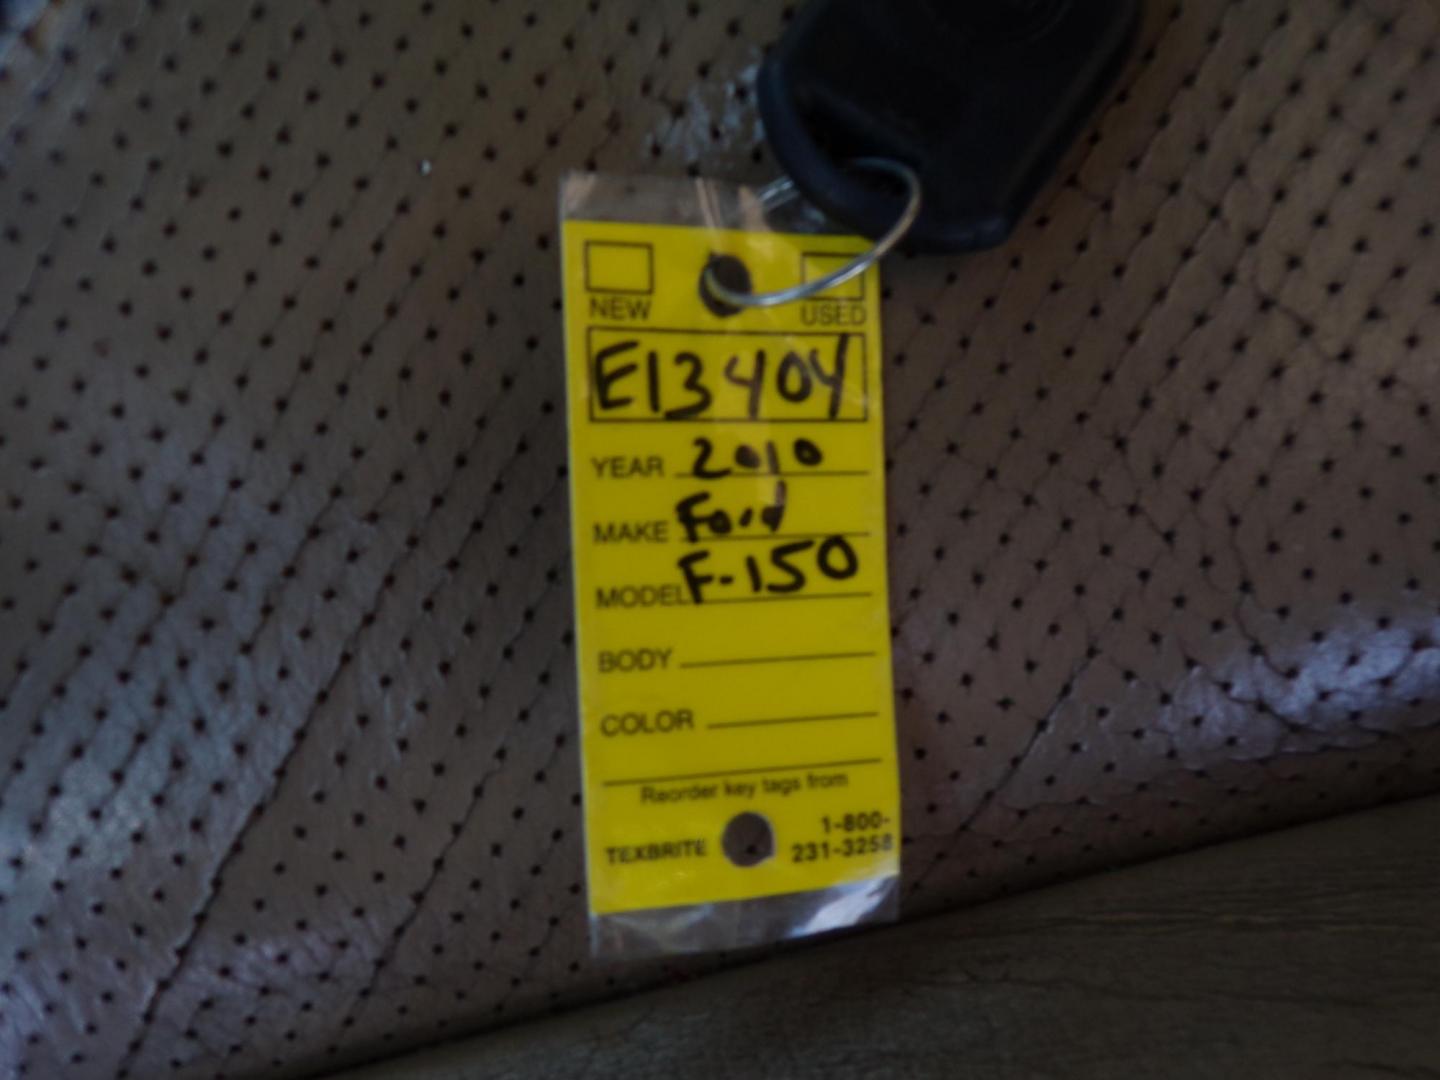 NEW USED
E13404
YEAR 2010
MAKE Ford
MODEL F-150
BODY
COLOR
Reorder key tags from
TEXBRITE 1-800-
231-3258